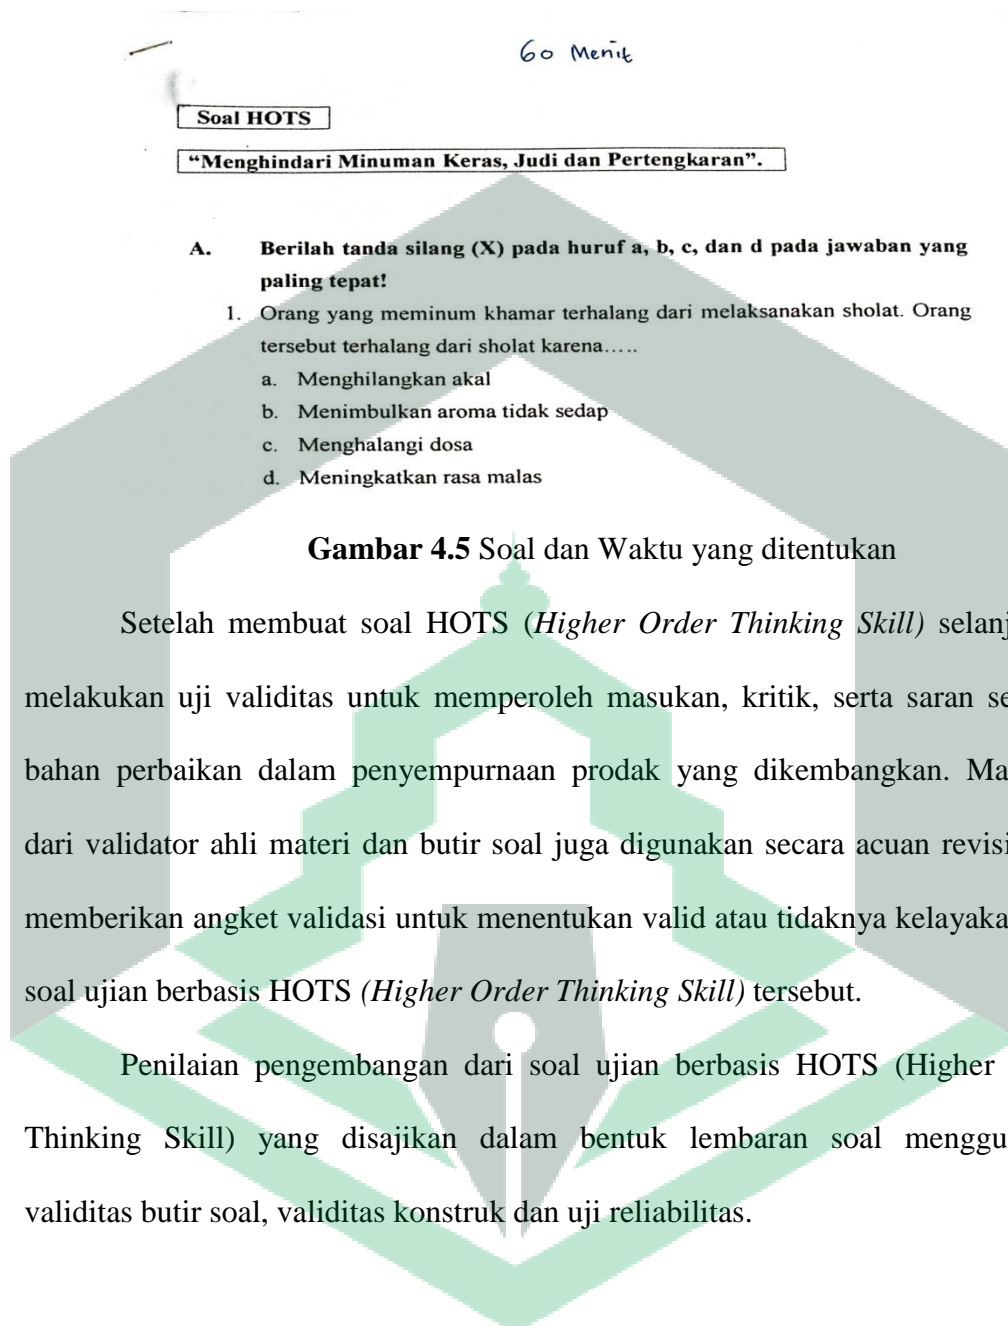 60 Menit
Soal HOTS
“Menghindari Minuman Keras, Judi dan Pertengkaran”.
A. Berilah tanda silang (X) pada huruf a, b, c, dan d pada jawaban yang
paling tepat!
1. Orang yang meminum khamar terhalang dari melaksanakan sholat. Orang
tersebut terhalang dari sholat karena…..
a. Menghilangkan akal
b. Menimbulkan aroma tidak sedap
c. Menghalangi dosa
d. Meningkatkan rasa malas
Gambar 4.5 Soal dan Waktu yang ditentukan
Setelah membuat soal HOTS (Higher Order Thinking Skill) selanj
melakukan uji validitas untuk memperoleh masukan, kritik, serta saran se
bahan perbaikan dalam penyempurnaan prodak yang dikembangkan. Ma
dari validator ahli materi dan butir soal juga digunakan secara acuan revisi
memberikan angket validasi untuk menentukan valid atau tidaknya kelayaka
soal ujian berbasis HOTS (Higher Order Thinking Skill) tersebut.
Penilaian pengembangan dari soal ujian berbasis HOTS (Higher
Thinking Skill) yang disajikan dalam bentuk lembaran soal menggu
validitas butir soal, validitas konstruk dan uji reliabilitas.